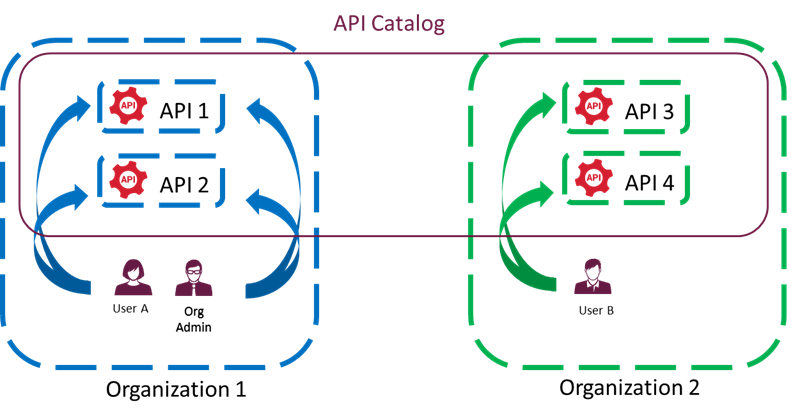 API Catalog
API API 1
API API 2
API API 3
API API 4
User A
Org
Admin
User B
Organization 1
Organization 2